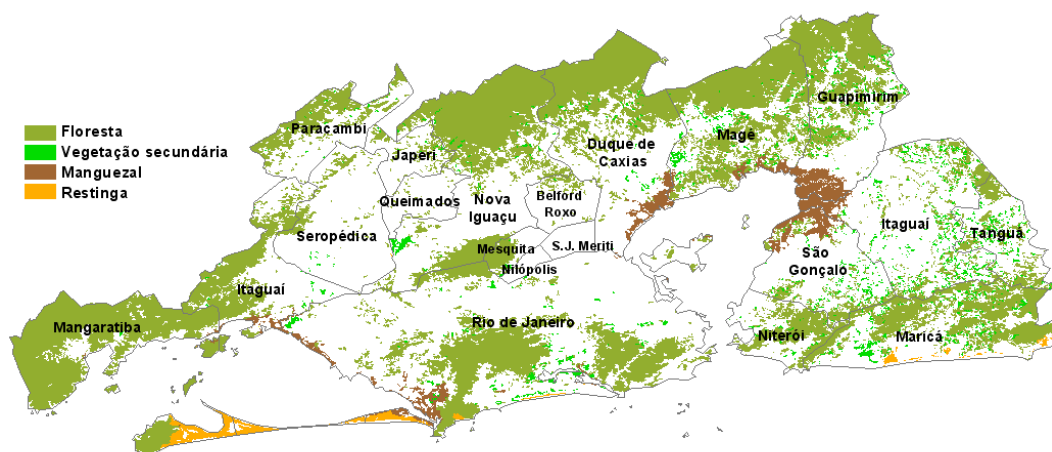 Floresta
Vegetação secundária
Manguezal
Restinga
Guapimirim
Paracambi
Magé
Duque de
Caxias
Japeri
Queimados
Nova
Iguaçu
Belford
Roxo
Itaguaí
Tanguá
Seropédica
Mesquita
S.J. Meriti
São
Gonçalo
Nilópolis
Itaguaí
Mangaratiba
Rio de Janeiro
Niterói
Maricá